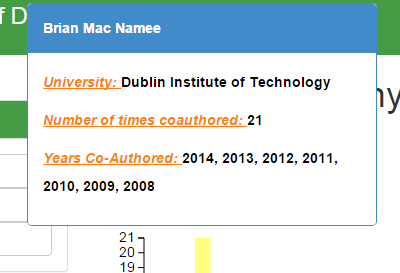 f D
Brian Mac Namee
University: Dublin Institute of Technology
Number of times coauthored: 21
Years Co-Authored: 2014, 2013, 2012, 2011,
2010, 2009, 2008
ny
21
20
19